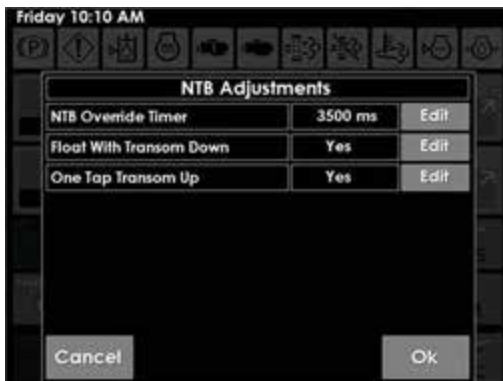 Friday 10:10 AM
NTB Adjustments
NTB Override Timer 3500 ms Edit
Float With Transom Down Yes Edit
One Tap Transom Up Yes Edit
Cancel Ok